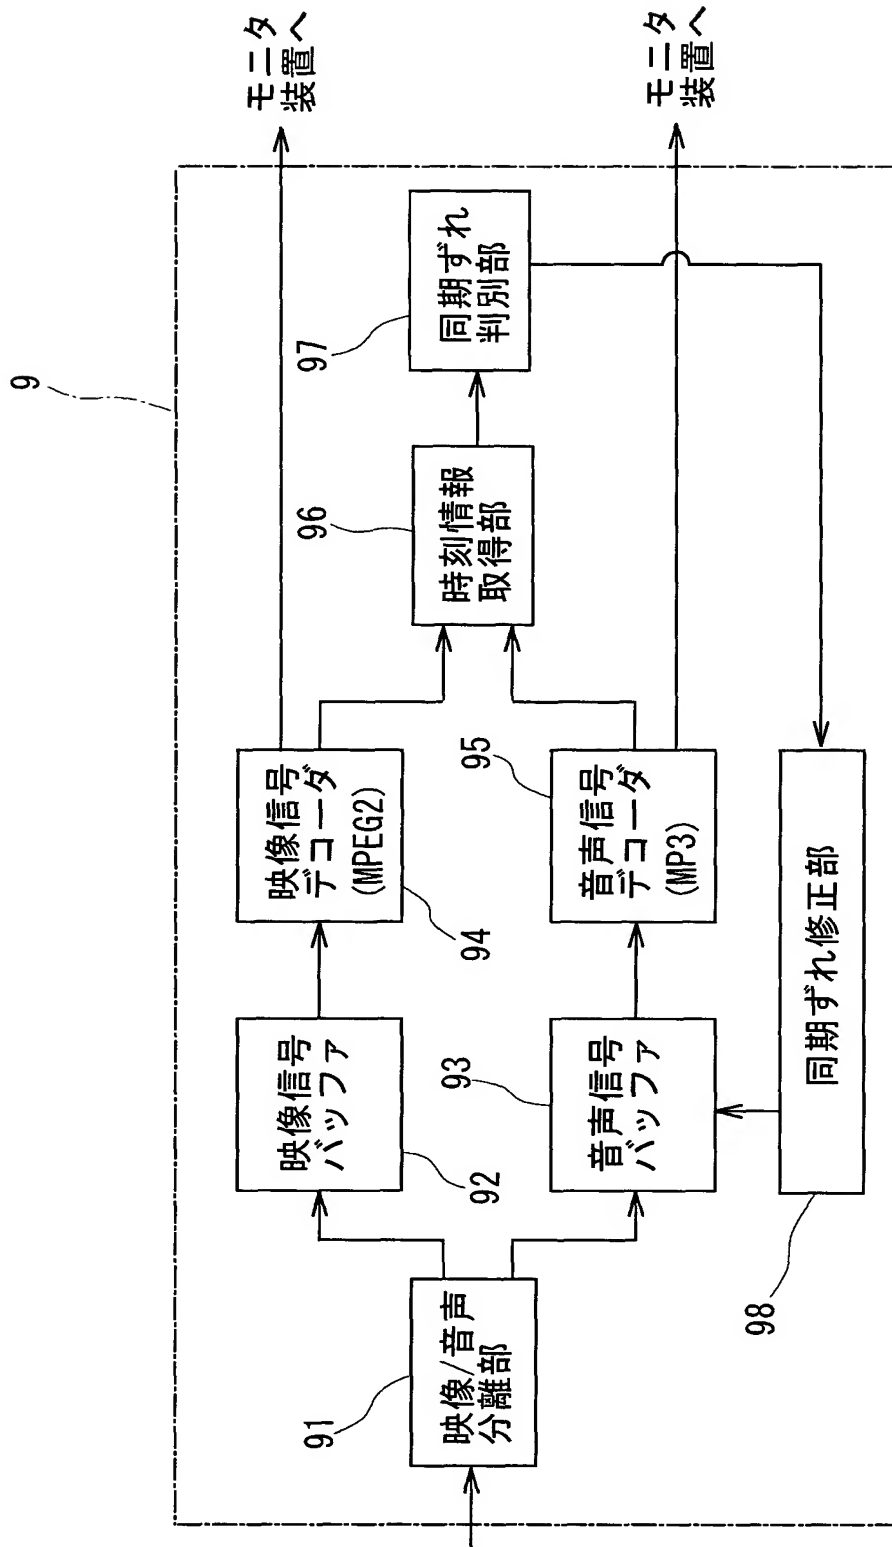 9
91
映像/音声
分離部
92
映像信号
バッファ
93
音声信号
バッファ
94
映像信号
デコーダ
(MPEG2)
95
音声信号
デコーダ
(MP3)
96
時刻情報
取得部
97
同期ずれ
判別部
98
同期ずれ修正部
モニタ
装置へ
モニタ
装置へ